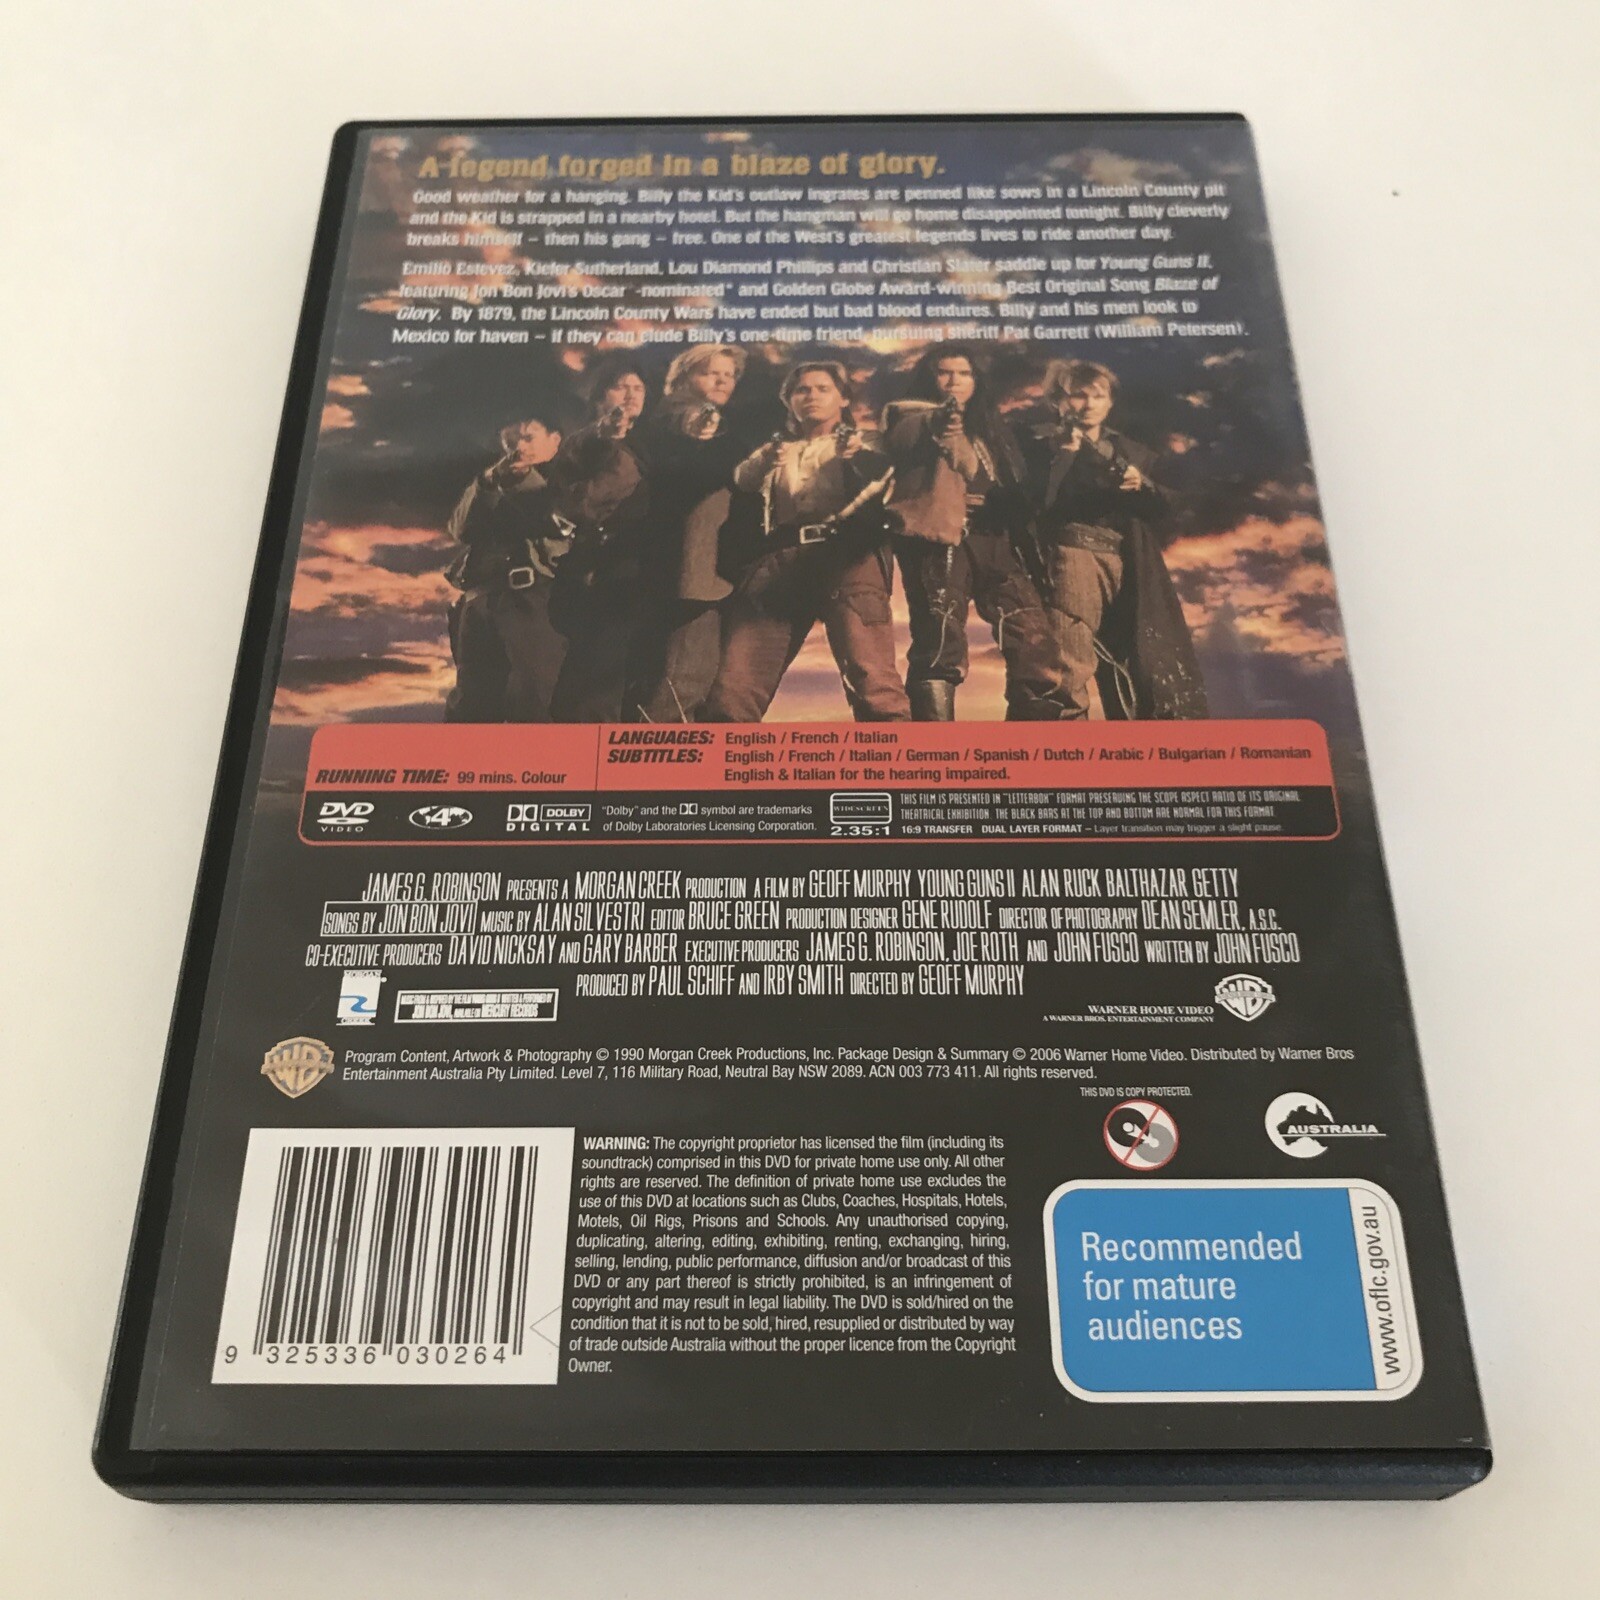 A legend forged in a blaze of glory.
Good weather for a hanging. Billy the Kid's outlaw ingrates are penned like sows in a Lincoln County pit
and the Kid is strapped in a nearby hotel. But the hangman will go home disappointed tonight. Billy cleverly
breaks himself – then his gang – free. One of the West's greatest legends lives to ride another day.
Emilio Estevez, Kiefer Sutherland, Lou Diamond Phillips and Christian Slater saddle up for Young Guns II,
featuring Jon Bon Jovi's Oscar -nominated* and Golden Globe Award-winning Best Original Song Blaze of
Glory. By 1879, the Lincoln County Wars have ended but bad blood endures. Billy and his men look to
Mexico for haven – if they can elude Billy's one-time friend, pursuing sheriff Pat Garrett (William Petersen).
RUNNING TIME: 99 mins. Colour
LANGUAGES: English / French / Italian
SUBTITLES: English / French / Italian / German / Spanish / Dutch / Arabic / Bulgarian / Romanian
English & Italian for the hearing impaired.
DVD
VIDEO
4
DOLBY
DIGITAL
"Dolby" and the DD symbol are trademarks
of Dolby Laboratories Licensing Corporation.
WIDESCREEN
2.35:1
THIS FILM IS PRESENTED IN "LETTERBOX" FORMAT PRESERVING THE SCOPE ASPECT RATIO OF ITS ORIGINAL
THEATRICAL EXHIBITION. THE BLACK BARS AT THE TOP AND BOTTOM ARE NORMAL FOR THIS FORMAT.
16:9 TRANSFER DUAL LAYER FORMAT – Layer transition may trigger a slight pause.
JAMES G. ROBINSON PRESENTS A MORGAN CREEK PRODUCTION A FILM BY GEOFF MURPHY YOUNG GUNS II ALAN RUCK BALTHAZAR GETTY
SONGS BY JON BON JOVI MUSIC BY ALAN SILVESTRI EDITOR BRUCE GREEN PRODUCTION DESIGNER GENE RUDOLF DIRECTOR OF PHOTOGRAPHY DEAN SEMLER, A.S.C.
CO-EXECUTIVE PRODUCERS DAVID NICKSAY AND GARY BARBER EXECUTIVE PRODUCERS JAMES G. ROBINSON, JOE ROTH AND JOHN FUSCO WRITTEN BY JOHN FUSCO
PRODUCED BY PAUL SCHIFF AND IRBY SMITH DIRECTED BY GEOFF MURPHY
MORGAN
CREEK
JON BON JOVI, AVAILABLE ON MERCURY RECORDS
WARNER HOME VIDEO
A WARNER BROS. ENTERTAINMENT COMPANY
WB
WB
Program Content, Artwork & Photography © 1990 Morgan Creek Productions, Inc. Package Design & Summary © 2006 Warner Home Video. Distributed by Warner Bros
Entertainment Australia Pty Limited. Level 7, 116 Military Road, Neutral Bay NSW 2089. ACN 003 773 411. All rights reserved.
THIS DVD IS COPY PROTECTED.
AUSTRALIA
WARNING: The copyright proprietor has licensed the film (including its
soundtrack) comprised in this DVD for private home use only. All other
rights are reserved. The definition of private home use excludes the
use of this DVD at locations such as Clubs, Coaches, Hospitals, Hotels,
Motels, Oil Rigs, Prisons and Schools. Any unauthorised copying,
duplicating, altering, editing, exhibiting, renting, exchanging, hiring,
selling, lending, public performance, diffusion and/or broadcast of this
DVD or any part thereof is strictly prohibited, is an infringement of
copyright and may result in legal liability. The DVD is sold/hired on the
condition that it is not to be sold, hired, resupplied or distributed by way
of trade outside Australia without the proper licence from the Copyright
Owner.
9 325336 030264
Recommended
for mature
audiences
www.oflc.gov.au